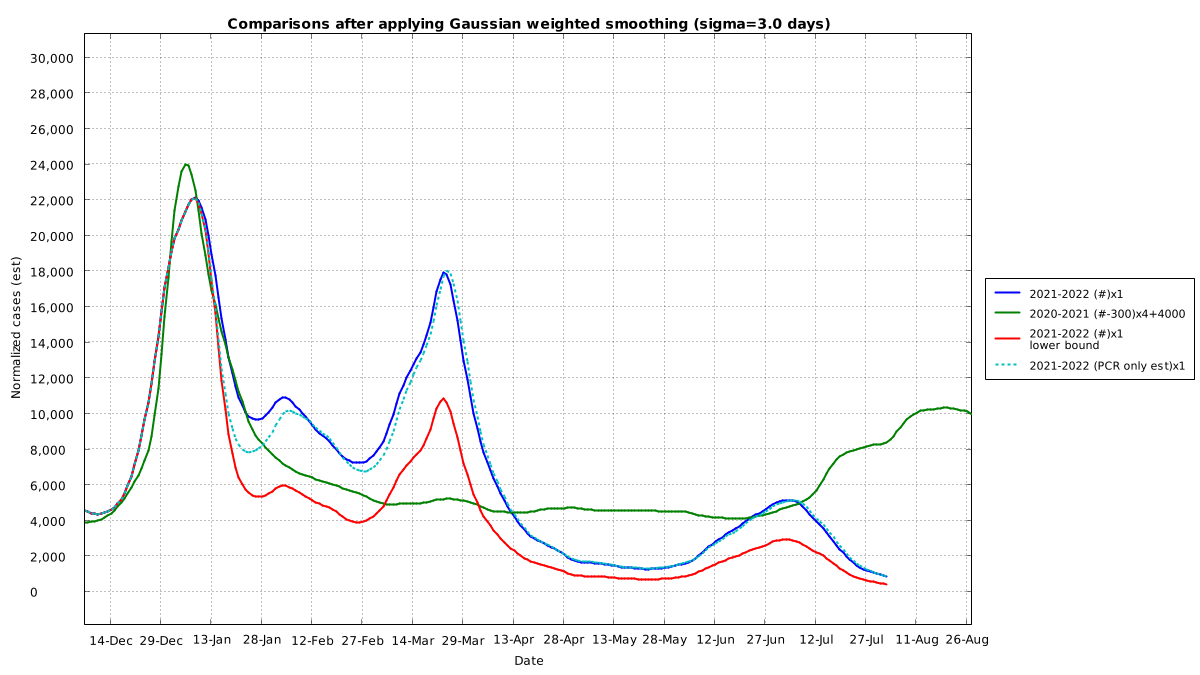 Comparisons after applying Gaussian weighted smoothing (sigma=3.0 days)
30,000
28,000
26,000
24,000
22,000
20,000
18,000
16,000
14,000
12,000
10,000
8,000
6,000
4,000
2,000
0
Normalized cases (est)
14-Dec 29-Dec 13-Jan 28-Jan 12-Feb 27-Feb 14-Mar 29-Mar 13-Apr 28-Apr 13-May 28-May 12-Jun 27-Jun 12-Jul 27-Jul 11-Aug 26-Aug
Date
2021-2022 (#)x1
2020-2021 (#-300)x4+4000
2021-2022 (#)x1
lower bound
2021-2022 (PCR only est)x1